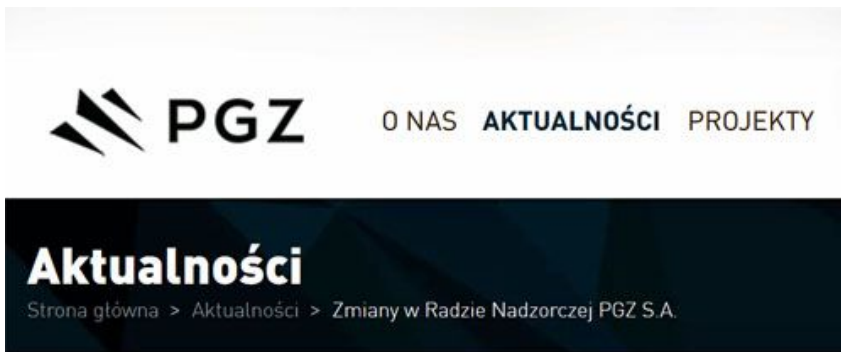 PGZ O NAS AKTUALNOŚCI PROJEKTY
Aktualności
Strona główna > Aktualności > Zmiany w Radzie Nadzorczej PGZ S.A.